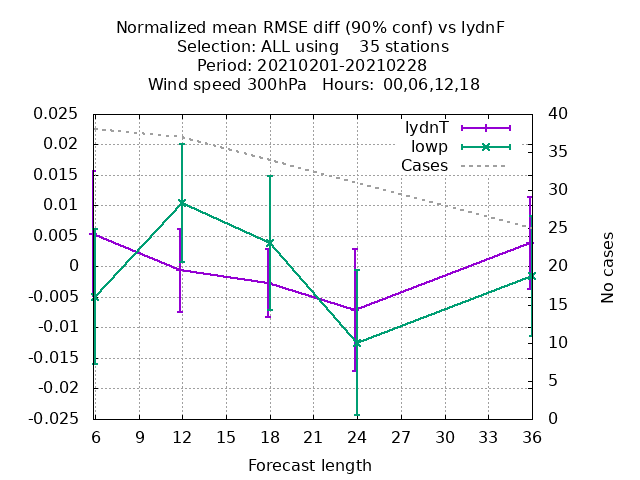 Normalized mean RMSE diff (90% conf) vs lydnF
Selection: ALL using    35 stations
Period: 20210201-20210228
Wind speed 300hPa   Hours: 00,06,12,18
lydnT
lowp
Cases
0.025
0.02
0.015
0.01
0.005
0
-0.005
-0.01
-0.015
-0.02
-0.025
40
35
30
25
20
15
10
5
0
No cases
6 9 12 15 18 21 24 27 30 33 36
Forecast length